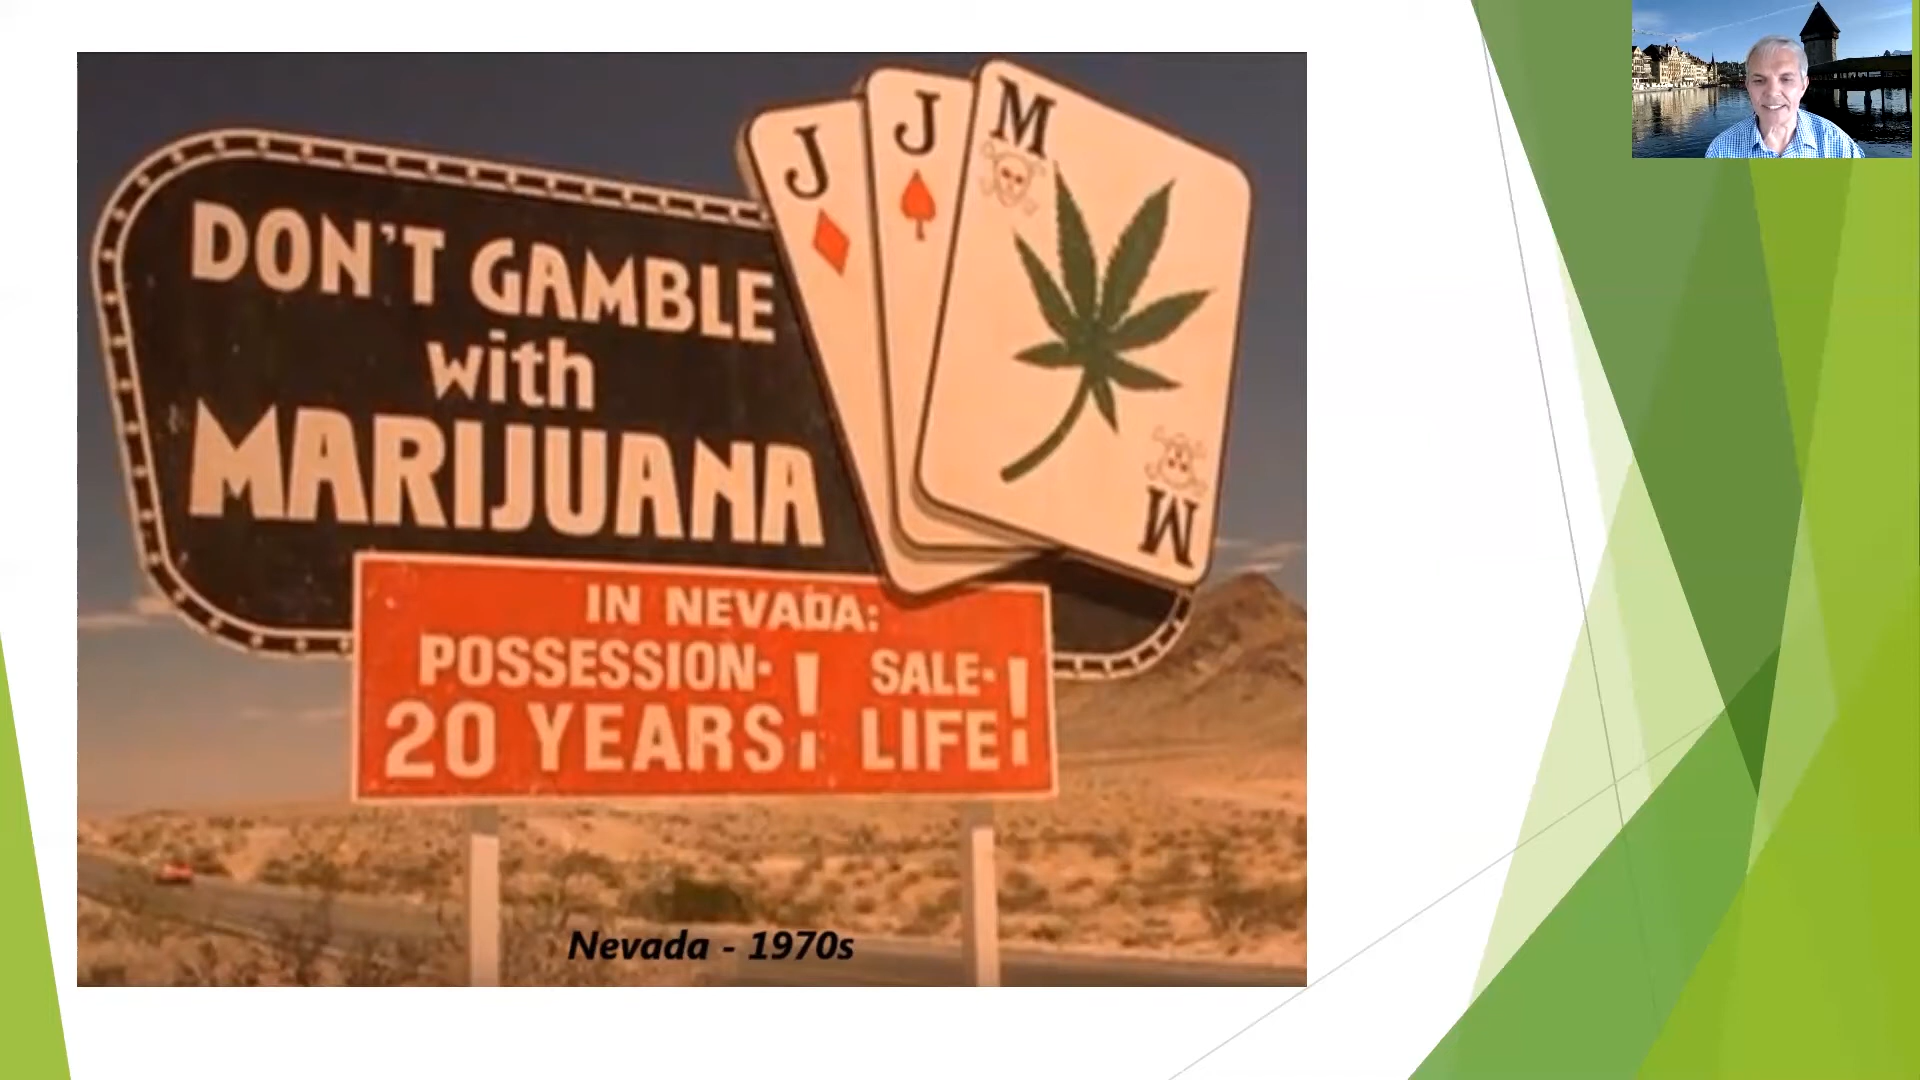 DON'T GAMBLE
with
MARIJUANA
J
J
M
M
IN NEVADA:
POSSESSION-
20 YEARS!
SALE-
LIFE!
Nevada - 1970s